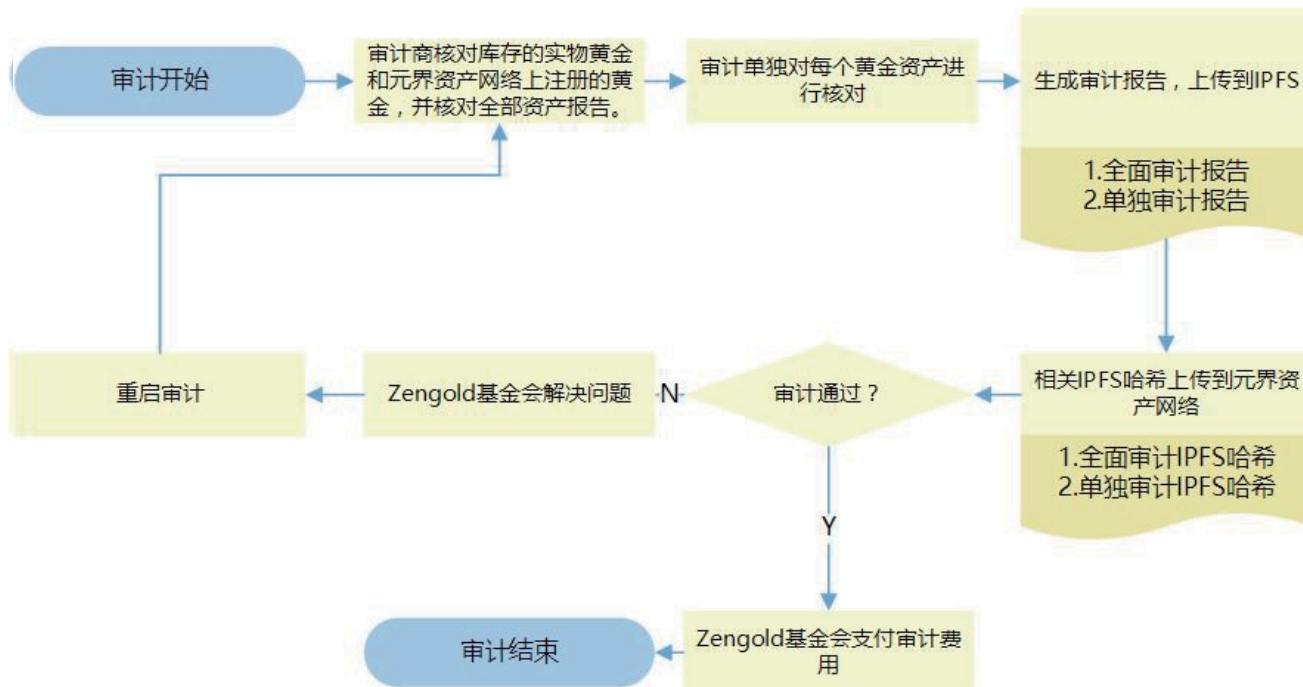 审计开始
审计商核对库存的实物黄金
和元界资产网络上注册的黄
金，并核对全部资产报告。
审计单独对每个黄金资产进
行核对
生成审计报告，上传到IPFS
1.全面审计报告
2.单独审计报告
相关IPFS哈希上传到元界资
产网络
1.全面审计IPFS哈希
2.单独审计IPFS哈希
审计通过？
N
Zengold基金会解决问题
重启审计
Y
Zengold基金会支付审计费
用
审计结束